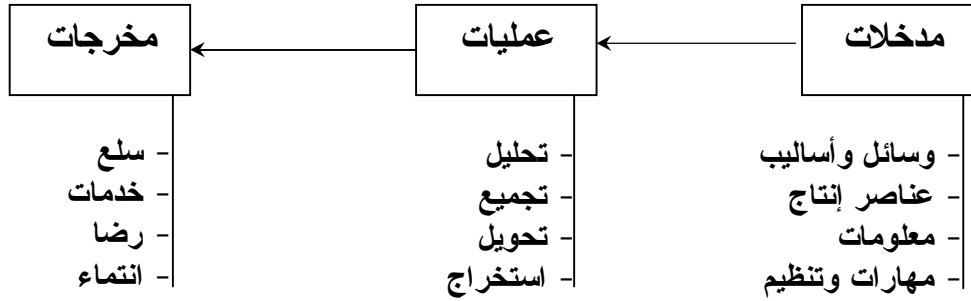 مدخلات
- وسائل وأساليب
- عناصر إنتاج
- معلومات
- مهارات وتنظيم
عمليات
- تحليل
- تجميع
- تحويل
- استخراج
مخرجات
- سلع
- خدمات
- رضا
- انتماء